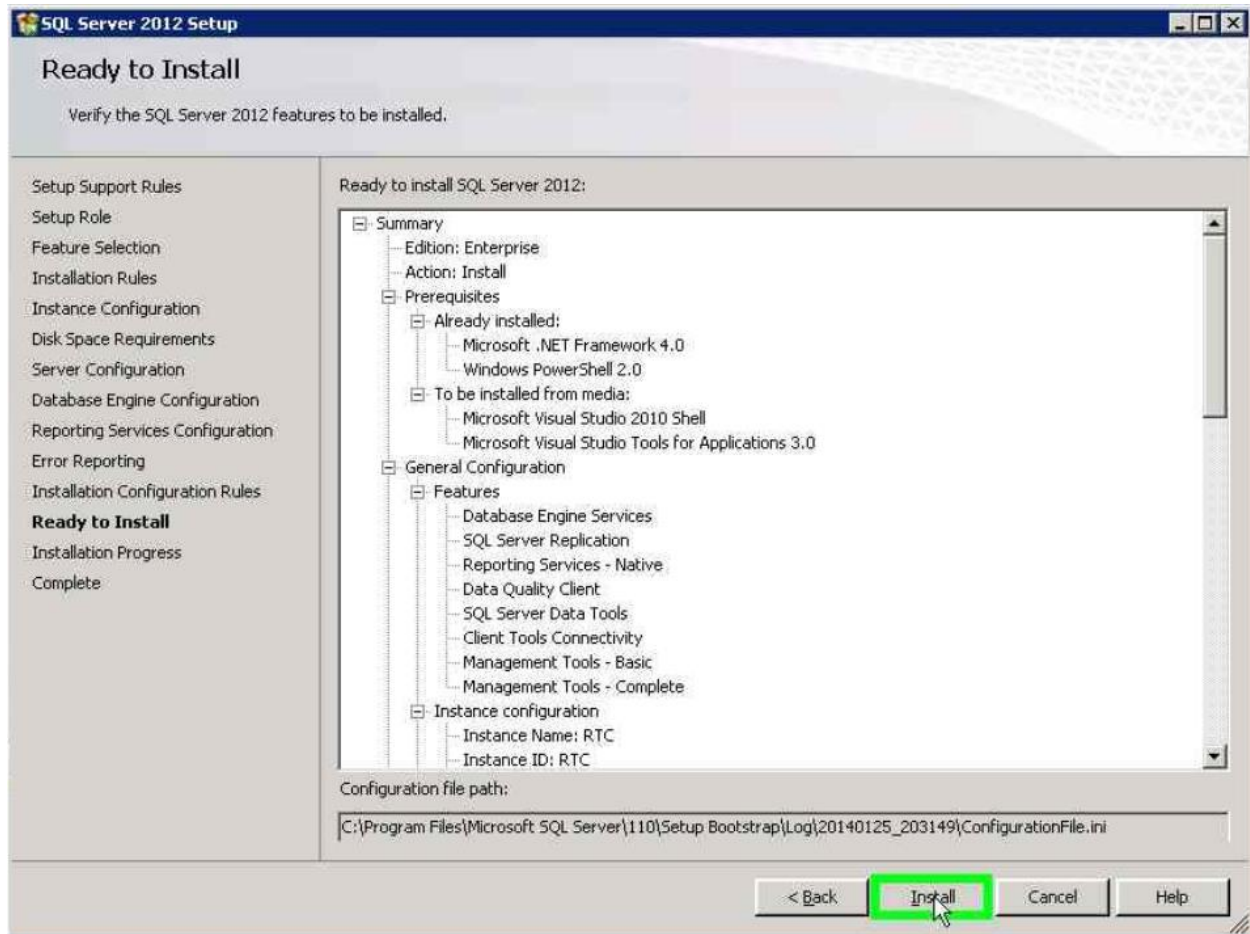 SQL Server 2012 Setup
Ready to Install
Verify the SQL Server 2012 features to be installed.
Setup Support Rules
Setup Role
Feature Selection
Installation Rules
Instance Configuration
Disk Space Requirements
Server Configuration
Database Engine Configuration
Reporting Services Configuration
Error Reporting
Installation Configuration Rules
Ready to Install
Installation Progress
Complete
Ready to install SQL Server 2012:
Summary
Edition: Enterprise
Action: Install
Prerequisites
Already installed:
Microsoft .NET Framework 4.0
Windows PowerShell 2.0
To be installed from media:
Microsoft Visual Studio 2010 Shell
Microsoft Visual Studio Tools for Applications 3.0
General Configuration
Features
Database Engine Services
SQL Server Replication
Reporting Services - Native
Data Quality Client
SQL Server Data Tools
Client Tools Connectivity
Management Tools - Basic
Management Tools - Complete
Instance configuration
Instance Name: RTC
Instance ID: RTC
Configuration file path:
C:\Program Files\Microsoft SQL Server\110\Setup Bootstrap\Log\20140125_203149\ConfigurationFile.ini
< Back Install Cancel Help